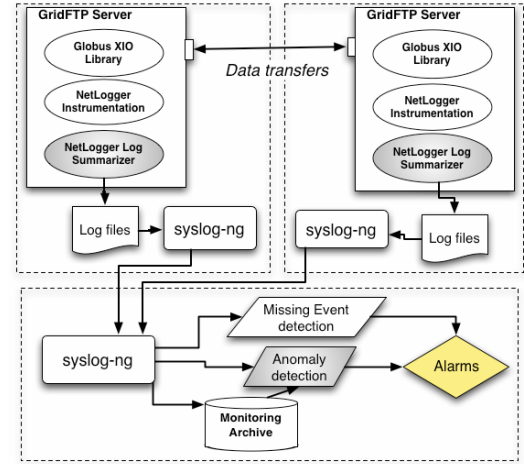 GridFTP Server
Globus XIO
Library
NetLogger
Instrumentation
NetLogger Log
Summarizer
Log files
syslog-ng
Data transfers
GridFTP Server
Globus XIO
Library
NetLogger
Instrumentation
NetLogger Log
Summarizer
syslog-ng
Log files
syslog-ng
Missing Event
detection
Anomaly
detection
Alarms
Monitoring
Archive